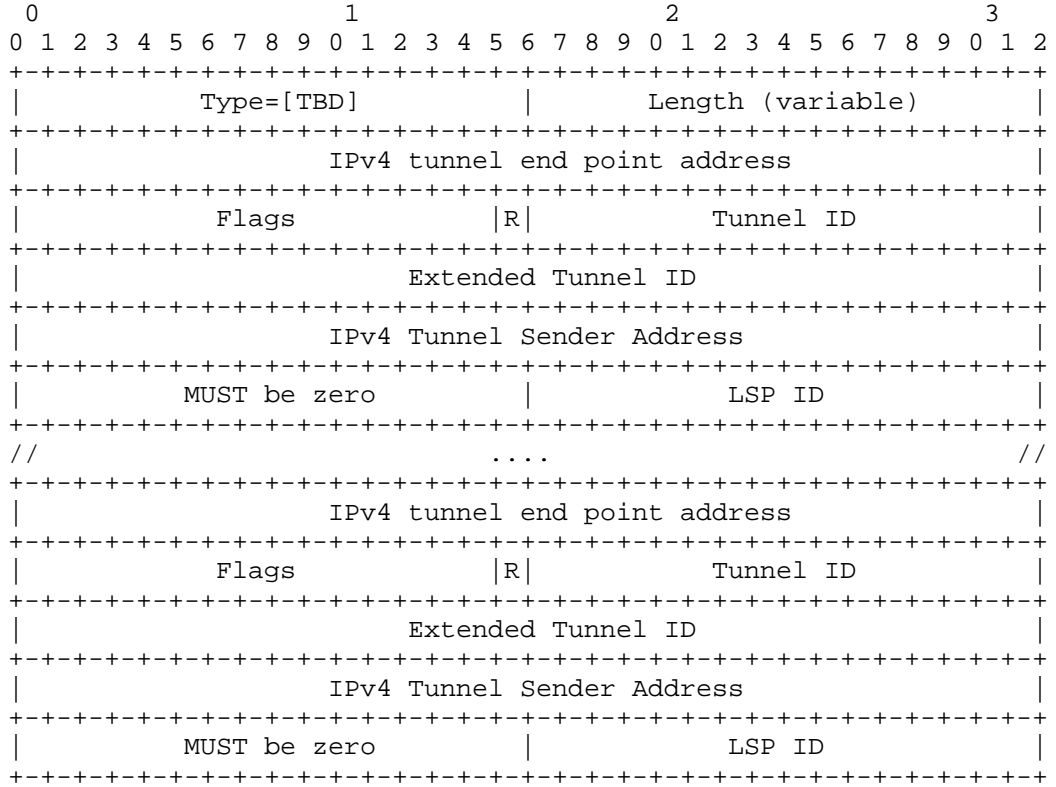 0                   1                   2                   3
0 1 2 3 4 5 6 7 8 9 0 1 2 3 4 5 6 7 8 9 0 1 2 3 4 5 6 7 8 9 0 1 2
+-+-+-+-+-+-+-+-+-+-+-+-+-+-+-+-+-+-+-+-+-+-+-+-+-+-+-+-+-+-+-+-+
|           Type=[TBD]          |       Length (variable)       |
+-+-+-+-+-+-+-+-+-+-+-+-+-+-+-+-+-+-+-+-+-+-+-+-+-+-+-+-+-+-+-+-+
|                   IPv4 tunnel end point address               |
+-+-+-+-+-+-+-+-+-+-+-+-+-+-+-+-+-+-+-+-+-+-+-+-+-+-+-+-+-+-+-+-+
|            Flags            |R|           Tunnel ID           |
+-+-+-+-+-+-+-+-+-+-+-+-+-+-+-+-+-+-+-+-+-+-+-+-+-+-+-+-+-+-+-+-+
|                        Extended Tunnel ID                     |
+-+-+-+-+-+-+-+-+-+-+-+-+-+-+-+-+-+-+-+-+-+-+-+-+-+-+-+-+-+-+-+-+
|                   IPv4 Tunnel Sender Address                  |
+-+-+-+-+-+-+-+-+-+-+-+-+-+-+-+-+-+-+-+-+-+-+-+-+-+-+-+-+-+-+-+-+
|          MUST be zero         |            LSP ID             |
+-+-+-+-+-+-+-+-+-+-+-+-+-+-+-+-+-+-+-+-+-+-+-+-+-+-+-+-+-+-+-+-+
//                            ....                             //
+-+-+-+-+-+-+-+-+-+-+-+-+-+-+-+-+-+-+-+-+-+-+-+-+-+-+-+-+-+-+-+-+
|                   IPv4 tunnel end point address               |
+-+-+-+-+-+-+-+-+-+-+-+-+-+-+-+-+-+-+-+-+-+-+-+-+-+-+-+-+-+-+-+-+
|            Flags            |R|           Tunnel ID           |
+-+-+-+-+-+-+-+-+-+-+-+-+-+-+-+-+-+-+-+-+-+-+-+-+-+-+-+-+-+-+-+-+
|                        Extended Tunnel ID                     |
+-+-+-+-+-+-+-+-+-+-+-+-+-+-+-+-+-+-+-+-+-+-+-+-+-+-+-+-+-+-+-+-+
|                   IPv4 Tunnel Sender Address                  |
+-+-+-+-+-+-+-+-+-+-+-+-+-+-+-+-+-+-+-+-+-+-+-+-+-+-+-+-+-+-+-+-+
|          MUST be zero         |            LSP ID             |
+-+-+-+-+-+-+-+-+-+-+-+-+-+-+-+-+-+-+-+-+-+-+-+-+-+-+-+-+-+-+-+-+